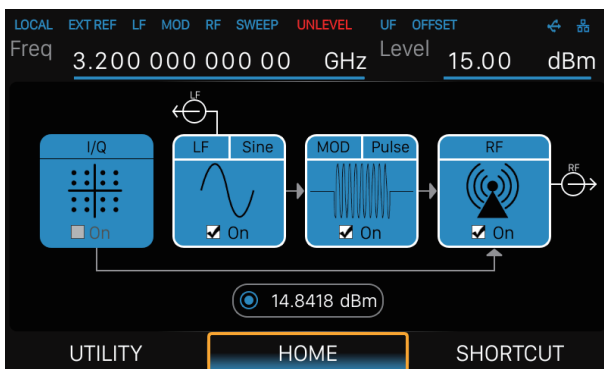 LOCAL EXT REF LF MOD RF SWEEP UNLEVEL UF OFFSET
Freq 3.200 000 000 00 GHz Level 15.00 dBm
LF
I/Q LF Sine MOD Pulse RF
RF
On On On On
14.8418 dBm
UTILITY HOME SHORTCUT